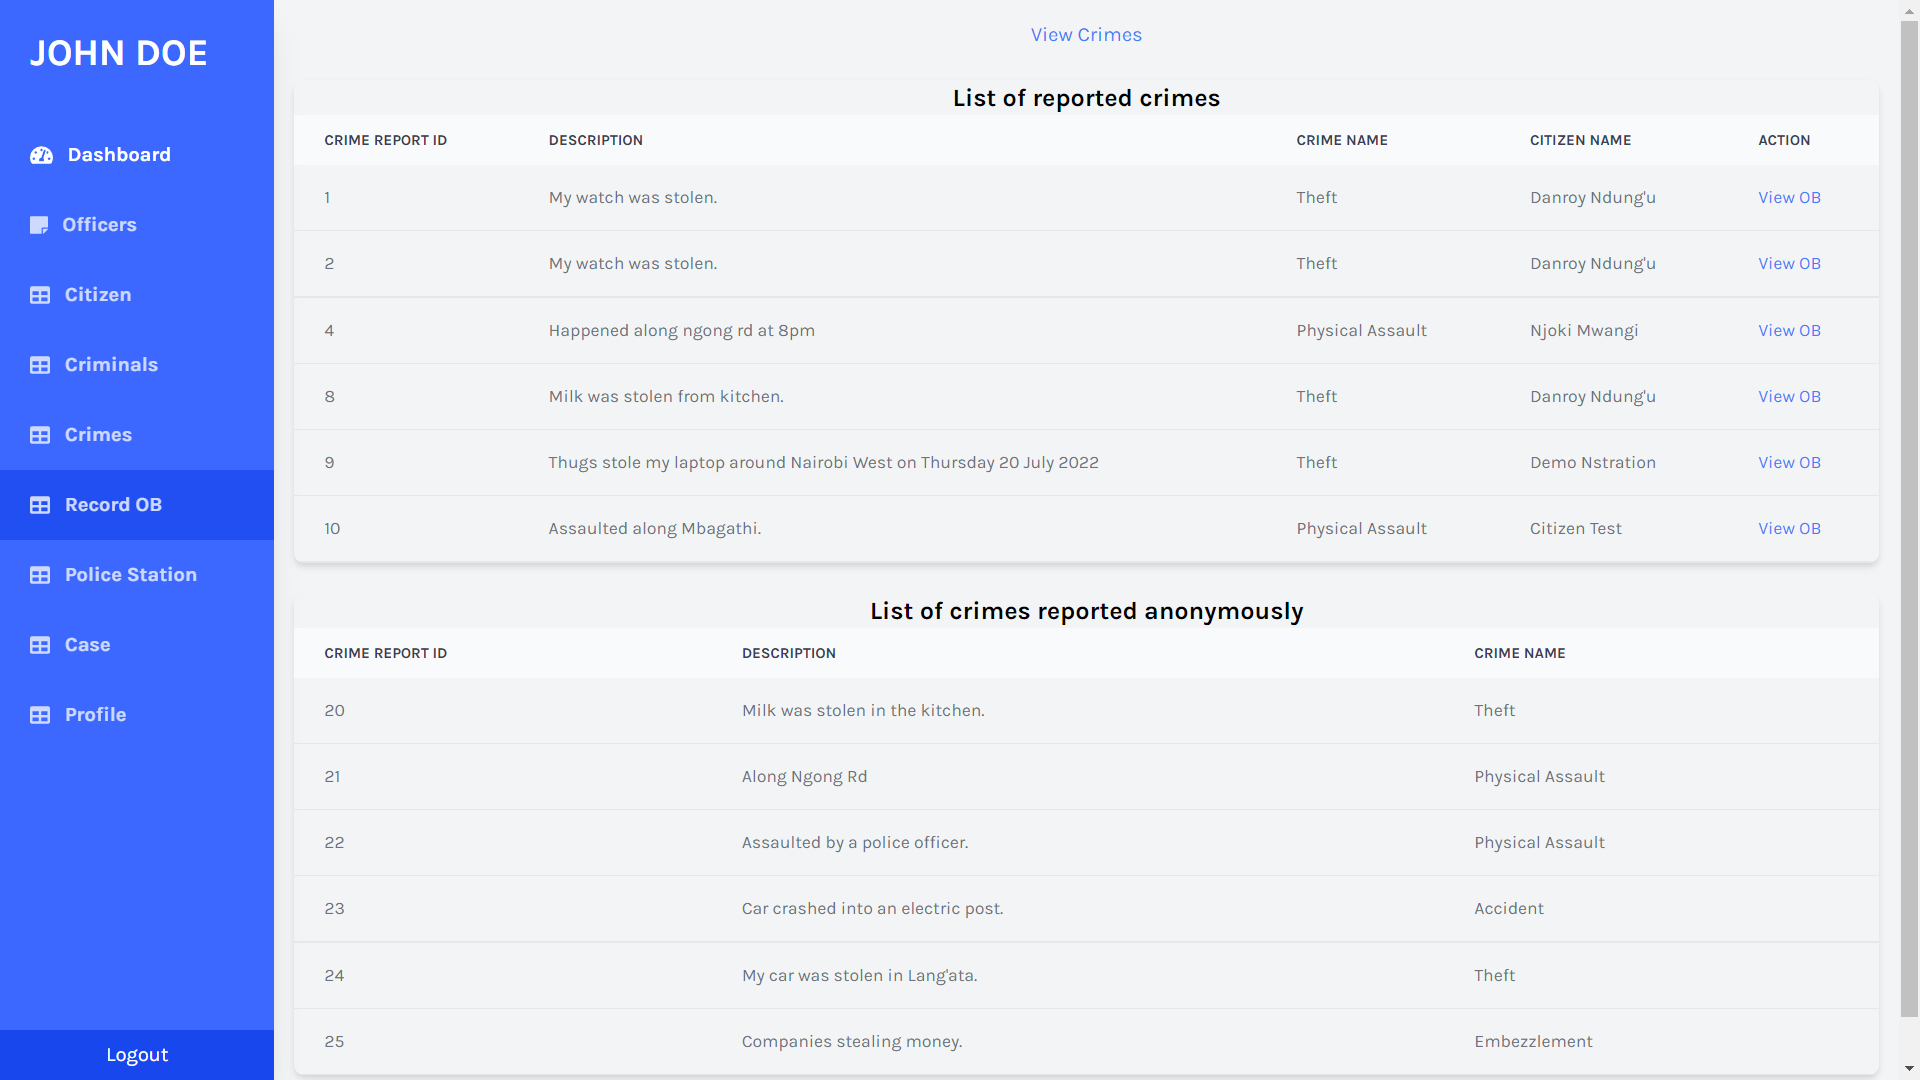 JOHN DOE
Dashboard
Officers
Citizen
Criminals
Crimes
Record OB
Police Station
Case
Profile
Logout
View Crimes
List of reported crimes
CRIME REPORT ID DESCRIPTION CRIME NAME CITIZEN NAME ACTION
1 My watch was stolen. Theft Danroy Ndung'u View OB
2 My watch was stolen. Theft Danroy Ndung'u View OB
4 Happened along ngong rd at 8pm Physical Assault Njoki Mwangi View OB
8 Milk was stolen from kitchen. Theft Danroy Ndung'u View OB
9 Thugs stole my laptop around Nairobi West on Thursday 20 July 2022 Theft Demo Nstration View OB
10 Assaulted along Mbagathi. Physical Assault Citizen Test View OB
List of crimes reported anonymously
CRIME REPORT ID DESCRIPTION CRIME NAME
20 Milk was stolen in the kitchen. Theft
21 Along Ngong Rd Physical Assault
22 Assaulted by a police officer. Physical Assault
23 Car crashed into an electric post. Accident
24 My car was stolen in Lang'ata. Theft
25 Companies stealing money. Embezzlement